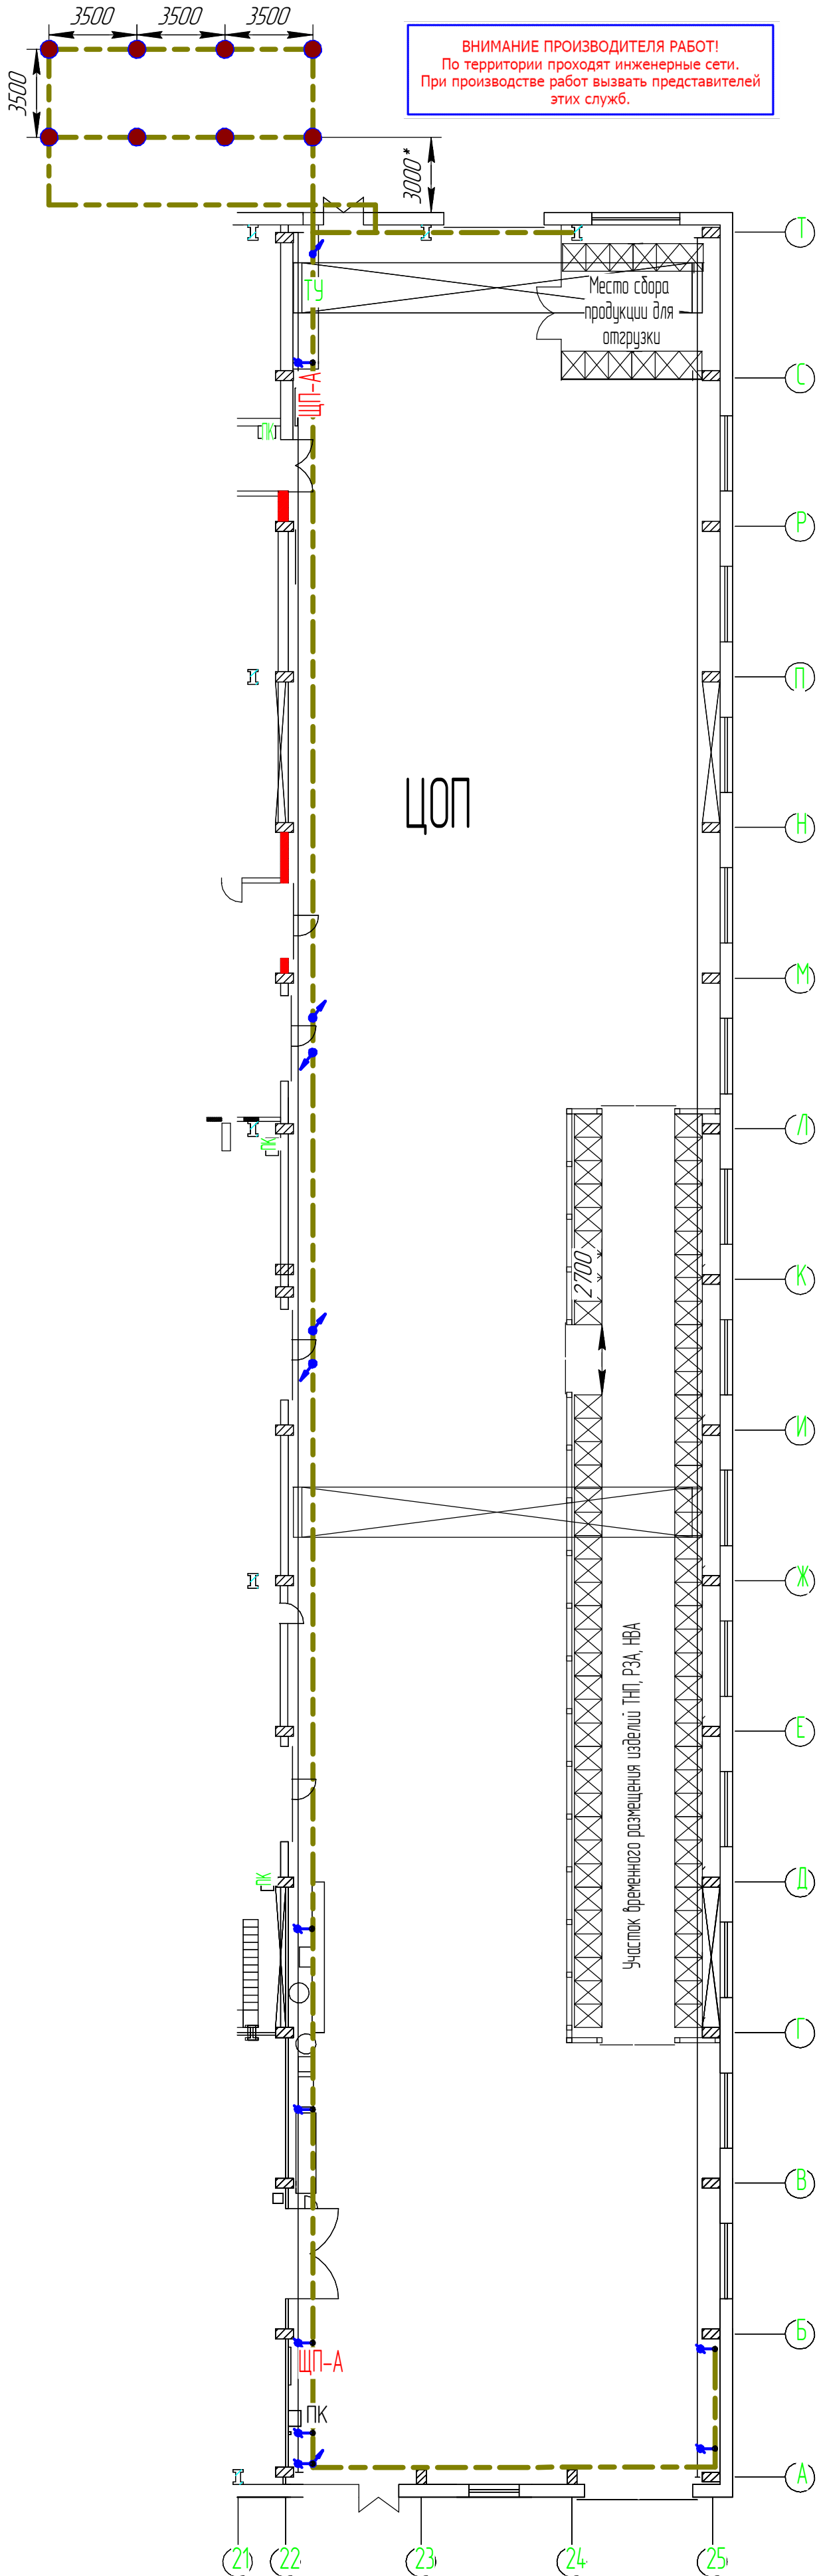 3500
3500
3500
3500
ВНИМАНИЕ ПРОИЗВОДИТЕЛЯ РАБОТ!
По территории проходят инженерные сети.
При производстве работ вызвать представителей
этих служб.
3000*
Т
ТУ
Место сбора
продукции для
отгрузки
С
ЩП-А
ПК
Р
П
ЦОП
Н
М
Л
ПК
2700
К
И
Ж
Участок временного размещения изделий ТНП, РЗА, НВА
Е
ПК
Д
Г
В
Б
ЩП-А
ПК
А
21
22
23
24
25